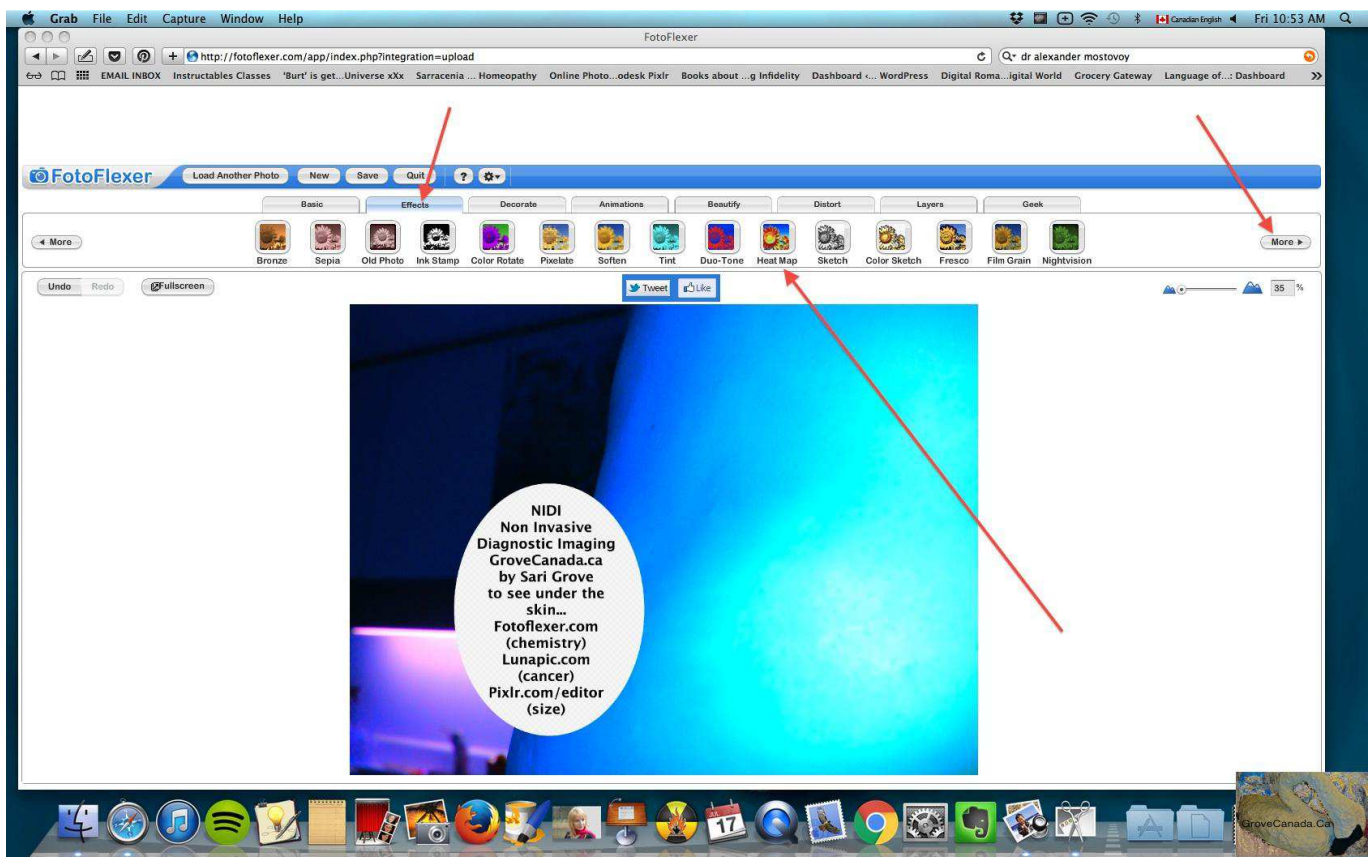 Grab File Edit Capture Window Help Canadian English Fri 10:53 AM
FotoFlexer
http://fotoflexer.com/app/index.php?integration=upload dr alexander mostovoy
EMAIL INBOX Instructables Classes 'Burt' is get...Universe xXx Sarracenia ... Homeopathy Online Photo...odesk Pixlr Books about ...g Infidelity Dashboard ‹... WordPress Digital Roma...igital World Grocery Gateway Language of...: Dashboard >>
FotoFlexer Load Another Photo New Save Quit ?
Basic Effects Decorate Animations Beautify Distort Layers Geek
More More
Bronze Sepia Old Photo Ink Stamp Color Rotate Pixelate Soften Tint Duo-Tone Heat Map Sketch Color Sketch Fresco Film Grain Nightvision
Undo Redo Fullscreen Tweet Like 35 %
NIDI
Non Invasive
Diagnostic Imaging
GroveCanada.ca
by Sari Grove
to see under the
skin...
Fotoflexer.com
(chemistry)
Lunapic.com
(cancer)
Pixlr.com/editor
(size)
JUL
17
GroveCanada.Ca